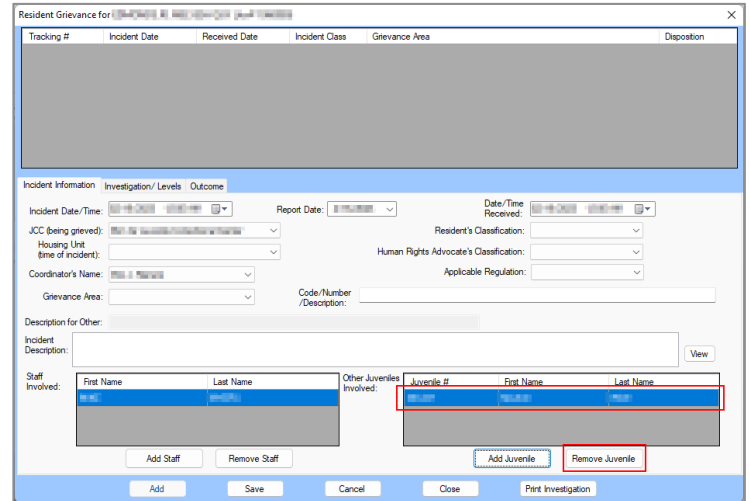 Resident Grievance for
Tracking # Incident Date Received Date Incident Class Grievance Area Disposition
Incident Information Investigation/ Levels Outcome
Incident Date/Time: Report Date: Date/Time Received:
JCC (being grieved): Resident's Classification:
Housing Unit (time of incident): Human Rights Advocate's Classification:
Coordinator's Name: Applicable Regulation:
Grievance Area: Code/Number /Description:
Description for Other:
Incident Description:
View
Staff Involved: First Name Last Name Other Juveniles Involved: Juvenile # First Name Last Name
Add Staff Remove Staff Add Juvenile Remove Juvenile
Add Save Cancel Close Print Investigation